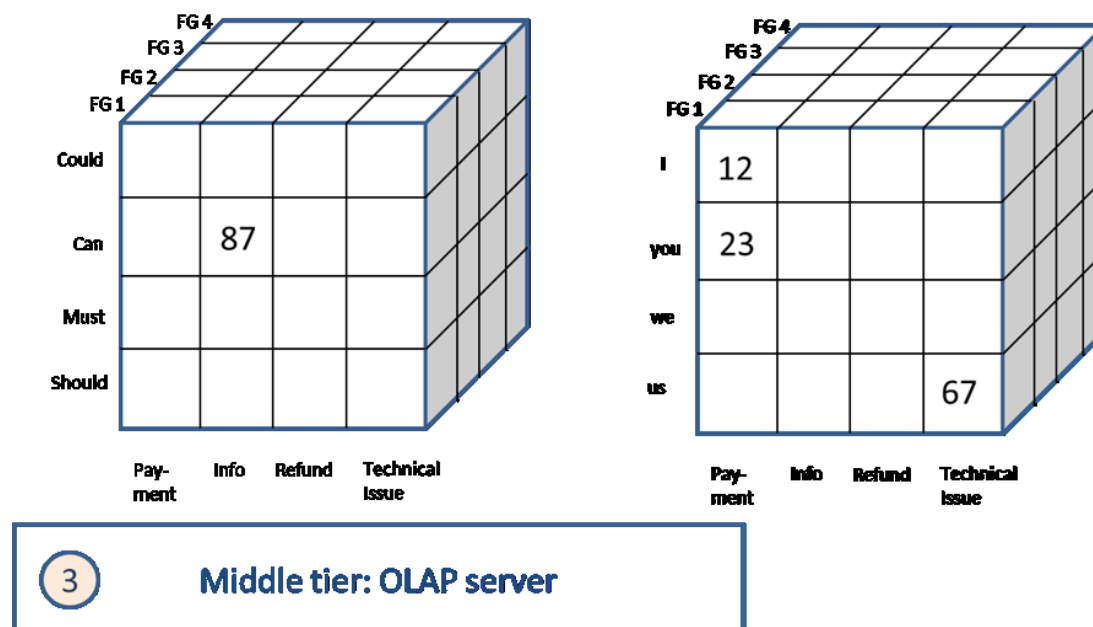 FG 4
FG 3
FG 2
FG 1
Could
Can
87
Must
Should
Pay-
ment
Info
Refund
Technical
Issue
FG 4
FG 3
FG 2
FG 1
I
12
you
23
we
us
67
Pay-
ment
Info
Refund
Technical
Issue
3
Middle tier: OLAP server